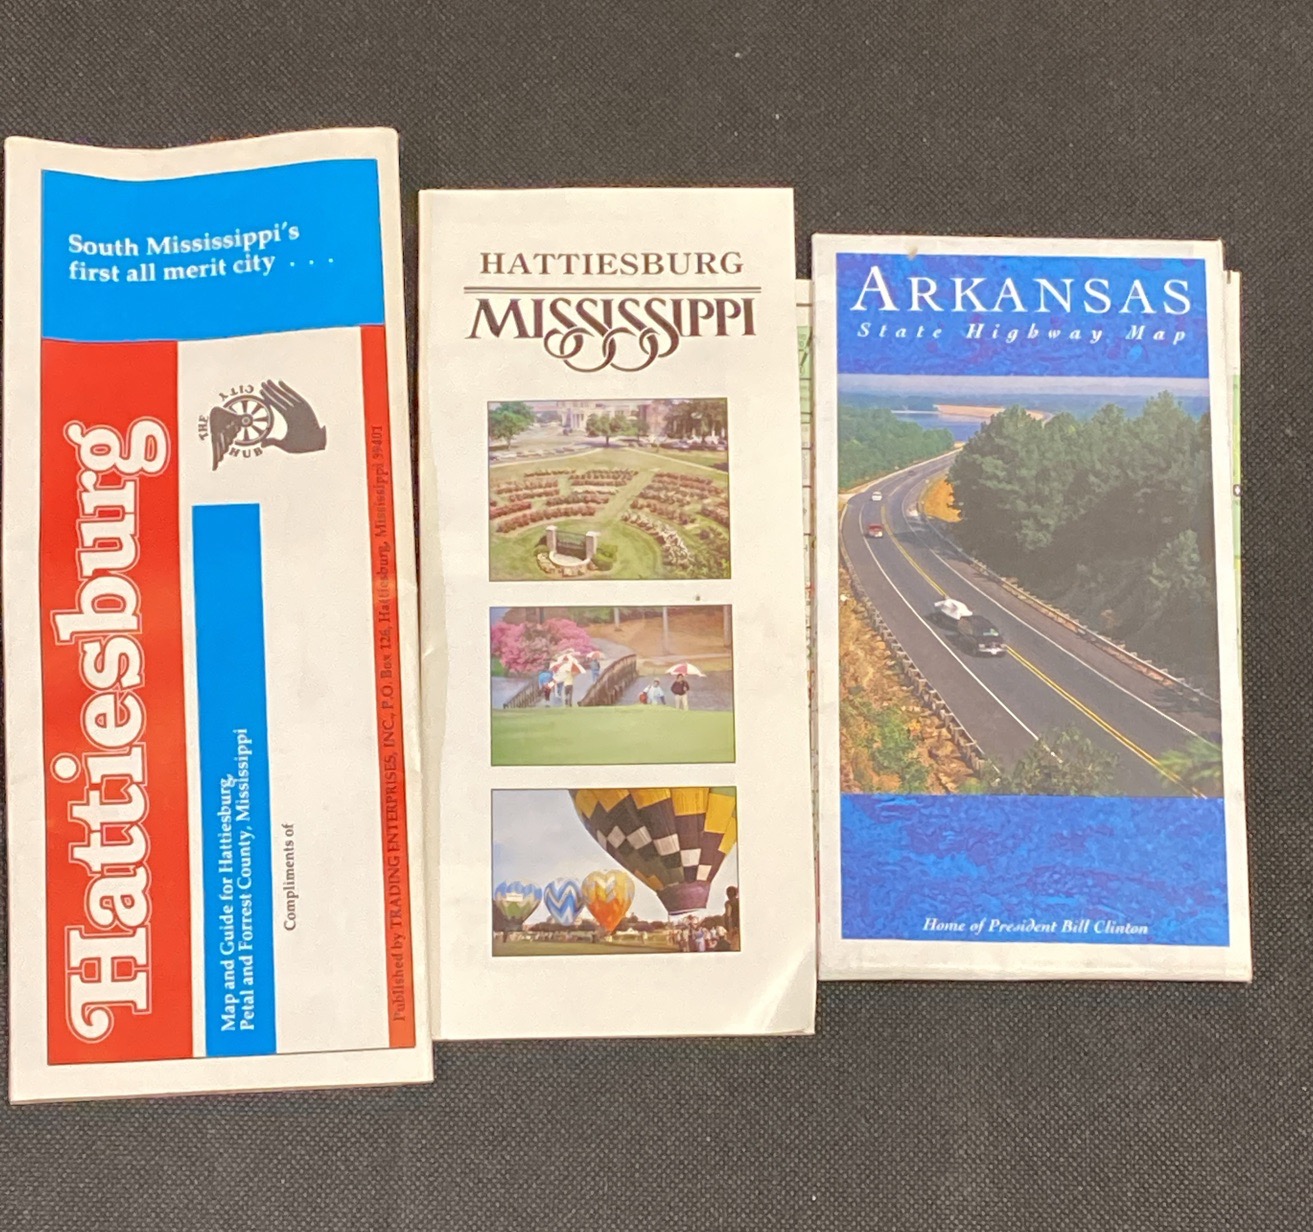 South Mississippi's
first all merit city . . .
Hattiesburg
THE
CITY
HUB
Map and Guide for Hattiesburg,
Petal and Forrest County, Mississippi
Compliments of
Published by TRADING ENTERPRISES, INC., P.O. Box 126, Hattiesburg, Mississippi 39401
HATTIESBURG
MISSISSIPPI
ARKANSAS
State Highway Map
Home of President Bill Clinton